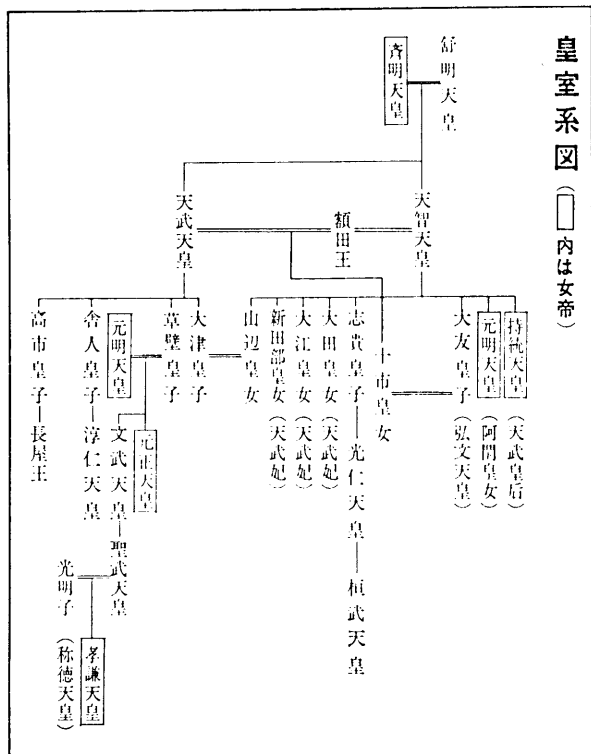 皇室系図(□内は女帝)
舒明天皇
斉明天皇
天智天皇
額田王
天武天皇
持統天皇
(天武皇后)
元明天皇
(阿閇皇女)
大友皇子
(弘文天皇)
十市皇女
志貴皇子―光仁天皇―桓武天皇
大田皇女(天武妃)
大江皇女(天武妃)
新田部皇女(天武妃)
山辺皇女
大津皇子
草壁皇子
元明天皇
元正天皇
文武天皇―聖武天皇
光明子
孝謙天皇
(称徳天皇)
舎人皇子―淳仁天皇
高市皇子―長屋王